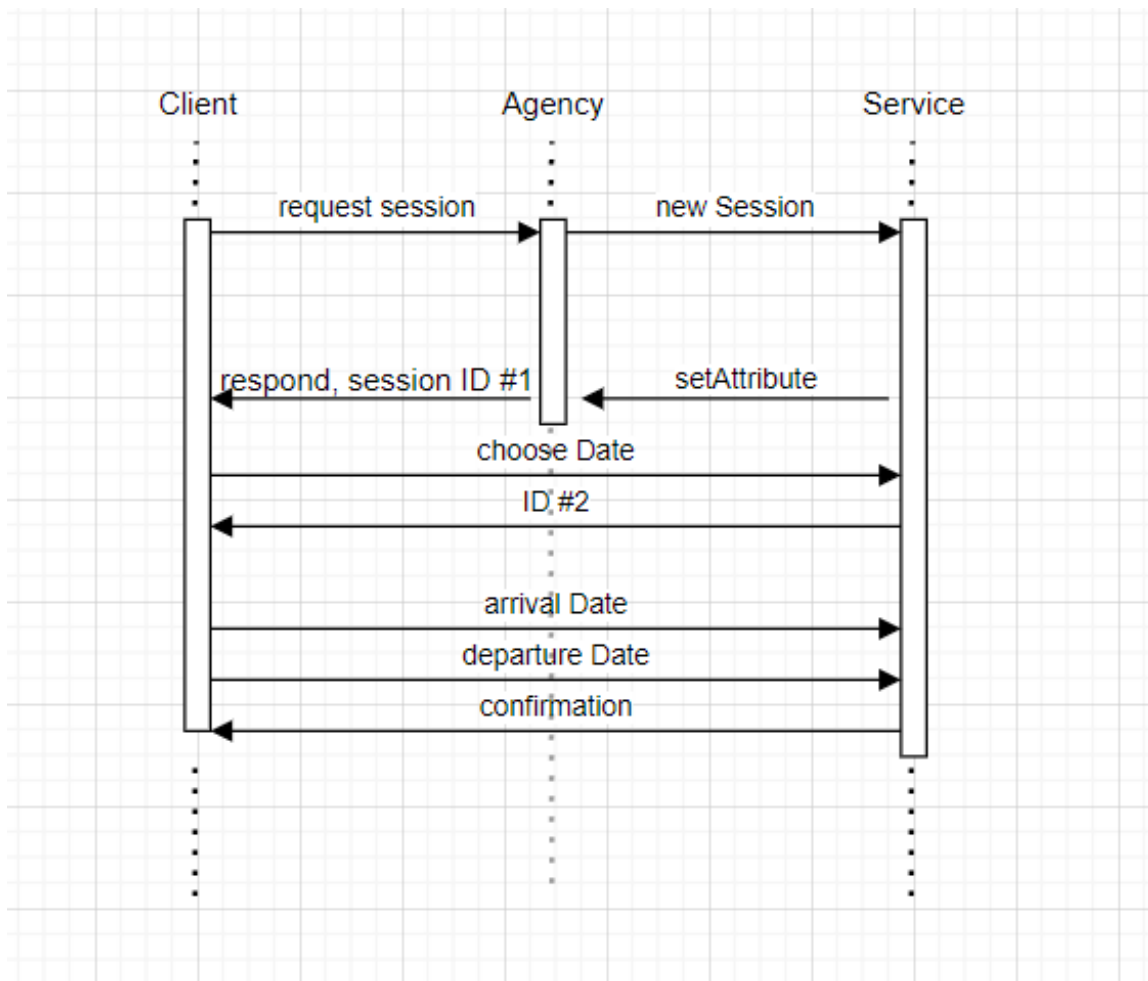 Client
Agency
Service
request session
new Session
respond, session ID #1
setAttribute
choose Date
ID #2
arrival Date
departure Date
confirmation